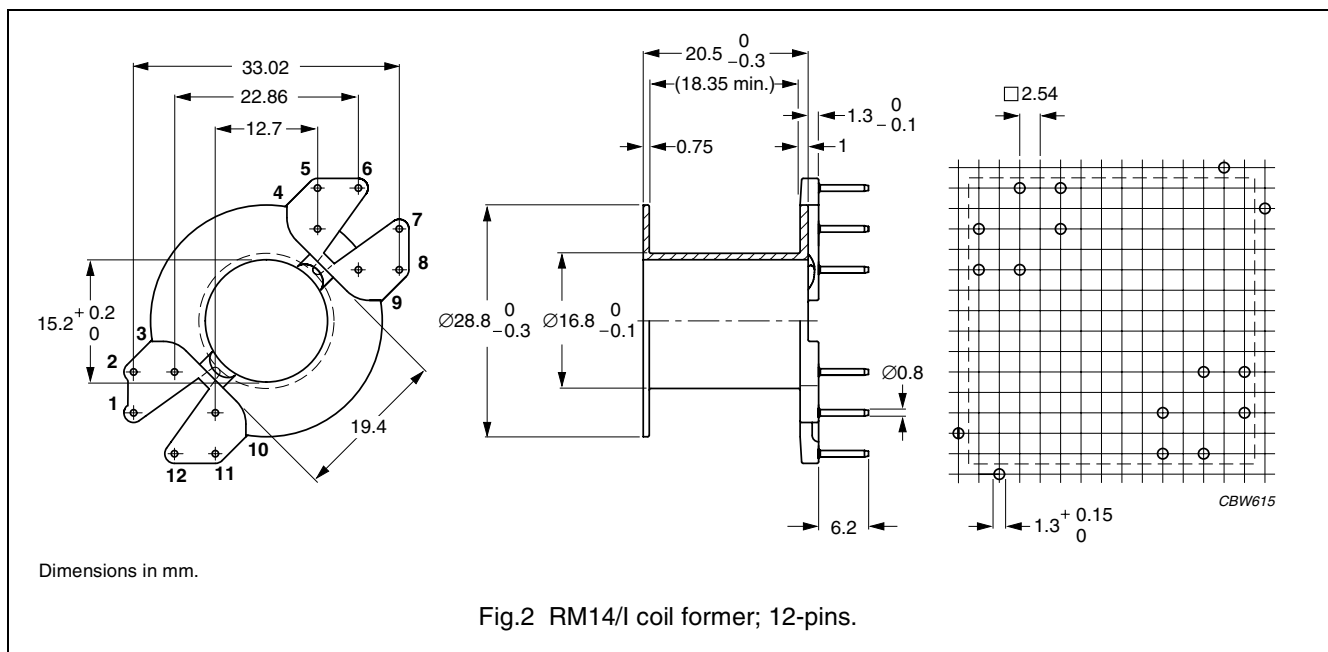 33.02
22.86
12.7
5 6
4
7
8
9
15.2 + 0.2 0
3
2
1
10
12 11
19.4
20.5 0 −0.3
(18.35 min.)
1.3 0 −0.1
0.75
1
∅28.8 0 −0.3
∅16.8 0 −0.1
∅0.8
6.2
□2.54
CBW615
1.3 + 0.15 0
Dimensions in mm.
Fig.2 RM14/I coil former; 12-pins.